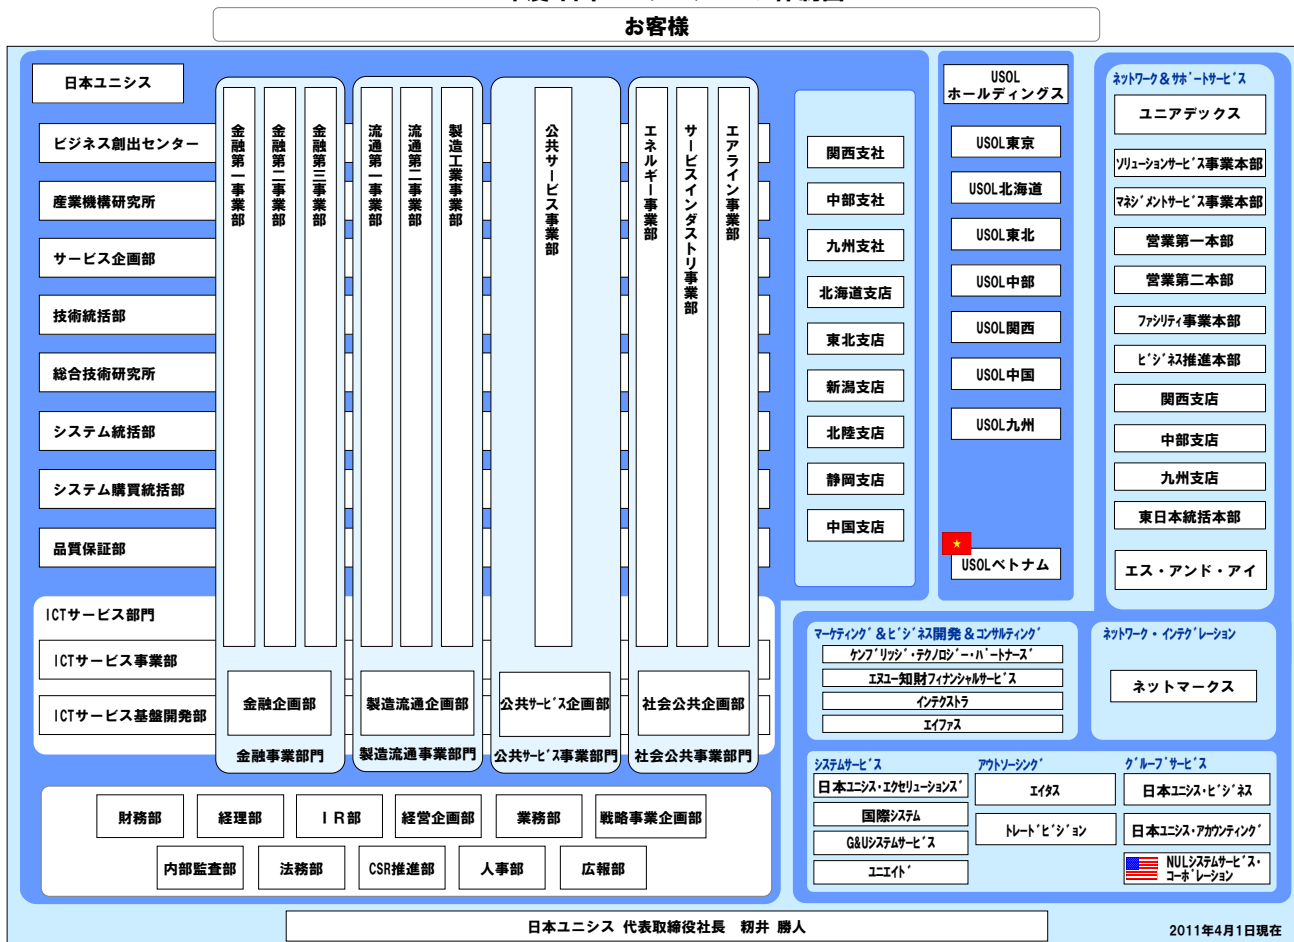 お客様
日本ユニシス
ビジネス創出センター
産業機構研究所
サービス企画部
技術統括部
総合技術研究所
システム統括部
システム購買統括部
品質保証部
ICTサービス部門
ICTサービス事業部
ICTサービス基盤開発部
金融第一事業部
金融第二事業部
金融第三事業部
金融企画部
金融事業部門
流通第一事業部
流通第二事業部
製造工業事業部
製造流通企画部
製造流通事業部門
公共サービス事業部
公共サービス企画部
公共サービス事業部門
エネルギー事業部
サービスインダストリ事業部
エアライン事業部
社会公共企画部
社会公共事業部門
財務部
経理部
IR部
経営企画部
業務部
戦略事業企画部
内部監査部
法務部
CSR推進部
人事部
広報部
関西支社
中部支社
九州支社
北海道支店
東北支店
新潟支店
北陸支店
静岡支店
中国支店
USOL
ホールディングス
USOL東京
USOL北海道
USOL東北
USOL中部
USOL関西
USOL中国
USOL九州
USOLベトナム
ネットワーク&サポートサービス
ユニアデックス
ソリューションサービス事業本部
マネジメントサービス事業本部
営業第一本部
営業第二本部
ファシリティ事業本部
ビジネス推進本部
関西支店
中部支店
九州支店
東日本統括本部
エス・アンド・アイ
マーケティング&ビジネス開発&コンサルティング
ケンブリッジ・テクノロジー・パートナーズ
エヌユー知財フィナンシャルサービス
インテクストラ
エイファス
ネットワーク・インテグレーション
ネットマークス
システムサービス
日本ユニシス・エクセリューションズ
国際システム
G&Uシステムサービス
ユニエイド
アウトソーシング
エイタス
トレードビジョン
グループサービス
日本ユニシス・ビジネス
日本ユニシス・アカウンティング
NULシステムサービス・
コーポレーション
日本ユニシス 代表取締役社長 籾井 勝人
2011年4月1日現在